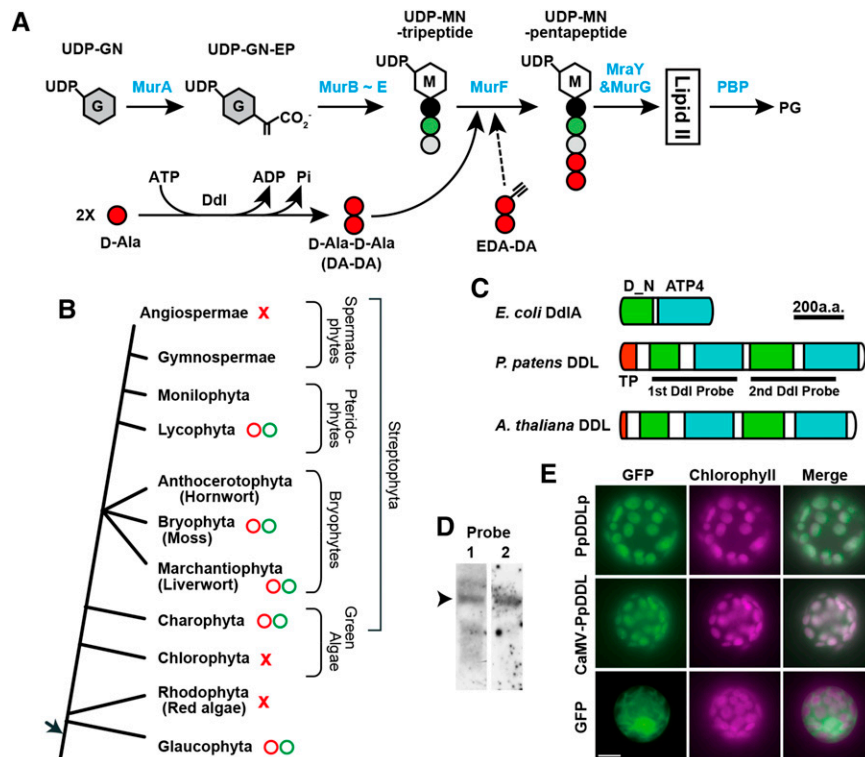 A
UDP-GN
UDP-GN-EP
UDP-MN
-tripeptide
UDP-MN
-pentapeptide
UDP
G
MurA
UDP
G
CO2-
MurB ~ E
UDP
M
MurF
UDP
M
MraY
&MurG
Lipid II
PBP
PG
2X
D-Ala
ATP
Ddl
ADP
Pi
D-Ala-D-Ala
(DA-DA)
EDA-DA
B
Angiospermae X
Gymnospermae
Spermato-
phytes
Monilophyta
Lycophyta
Pterido-
phytes
Anthocerotophyta
(Hornwort)
Bryophyta
(Moss)
Marchantiophyta
(Liverwort)
Bryophytes
Charophyta
Chlorophyta X
Green
Algae
Streptophyta
Rhodophyta X
(Red algae)
Glaucophyta
C
D_N ATP4
E. coli DdlA
200a.a.
P. patens DDL
TP
1st Ddl Probe
2nd Ddl Probe
A. thaliana DDL
D
Probe
1 2
E
GFP Chlorophyll Merge
PpDDLp
CaMV-PpDDL
GFP